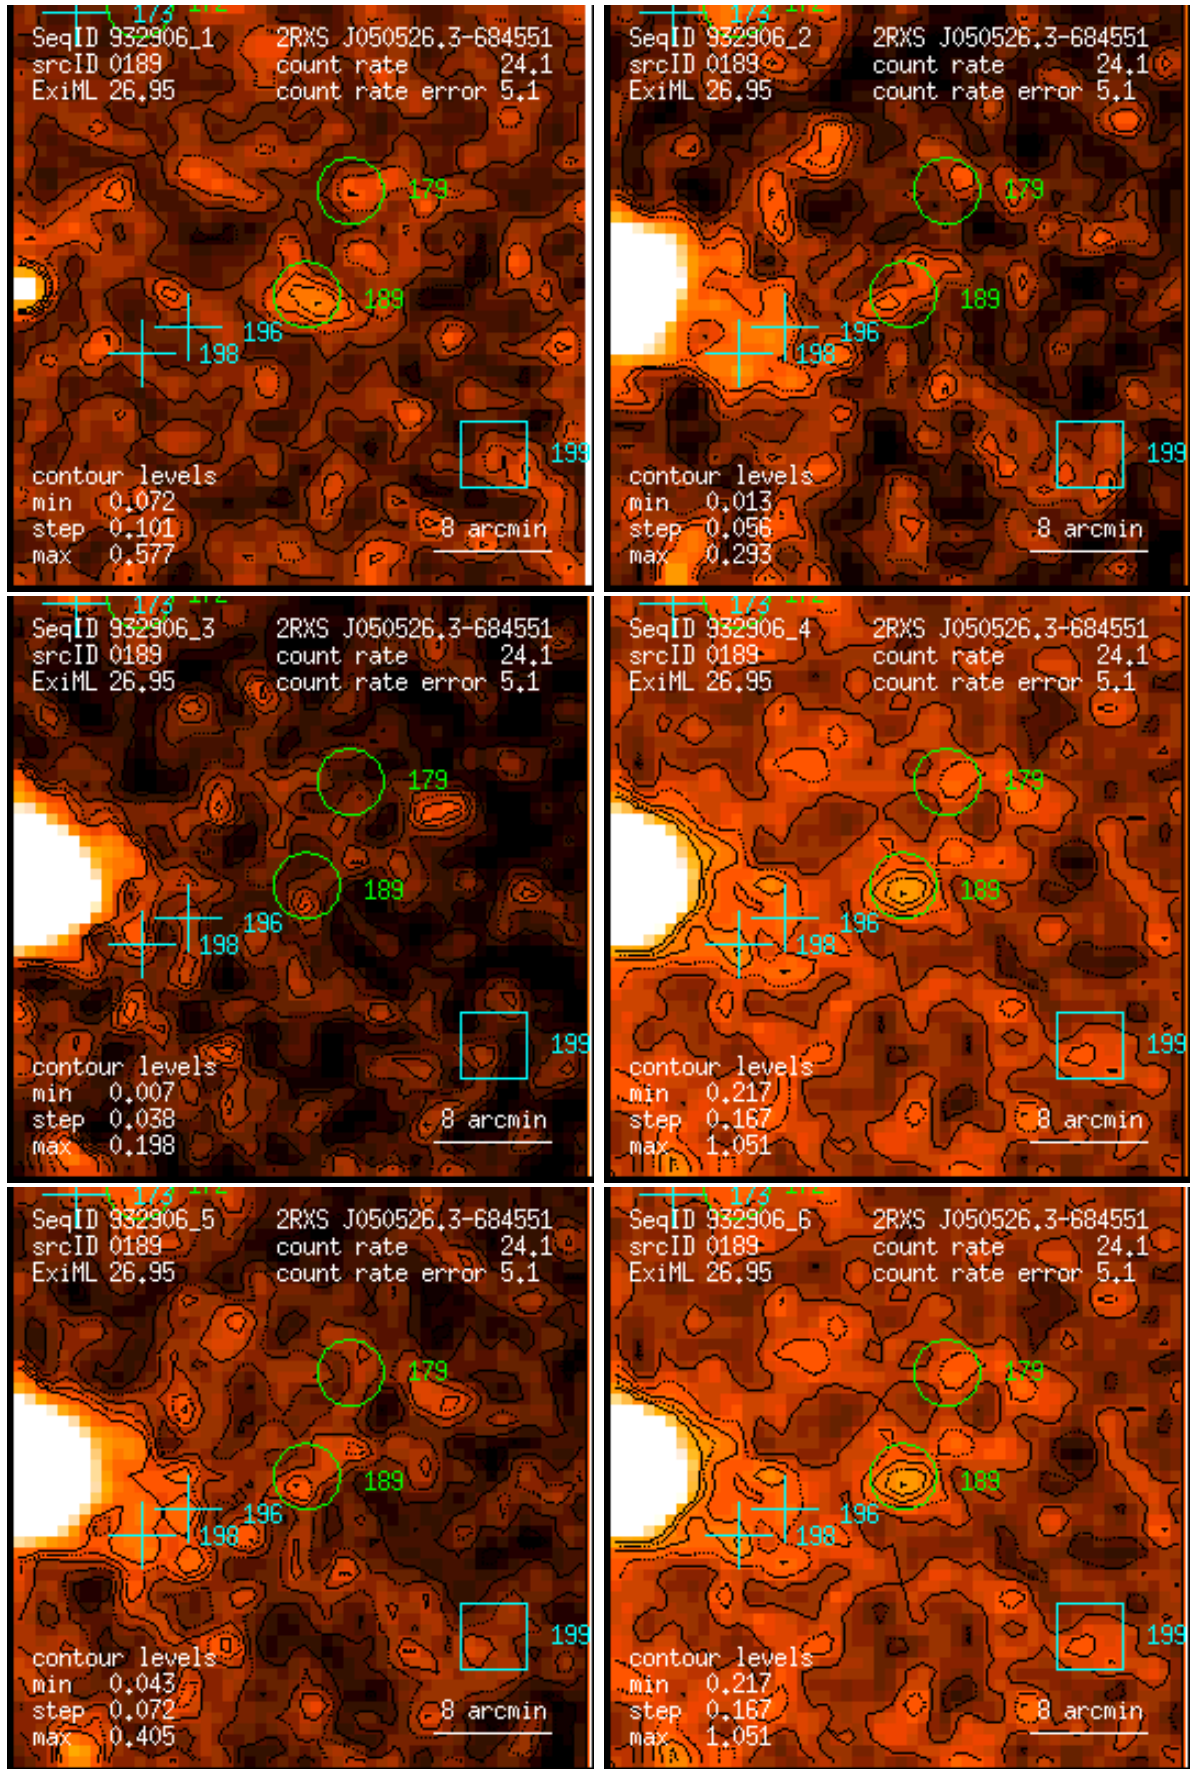 173 172
SeqID 932906_1 2RXS J050526.3-684551
srcID 0189 count rate 24.1
ExiML 26.95 count rate error 5.1
179
189
196
198
199
contour levels
min 0.072
step 0.101
max 0.577
8 arcmin
173 172
SeqID 932906_2 2RXS J050526.3-684551
srcID 0189 count rate 24.1
ExiML 26.95 count rate error 5.1
179
189
196
198
199
contour levels
min 0.013
step 0.056
max 0.293
8 arcmin
173 172
SeqID 932906_3 2RXS J050526.3-684551
srcID 0189 count rate 24.1
ExiML 26.95 count rate error 5.1
179
189
196
198
199
contour levels
min 0.007
step 0.038
max 0.198
8 arcmin
173 172
SeqID 932906_4 2RXS J050526.3-684551
srcID 0189 count rate 24.1
ExiML 26.95 count rate error 5.1
179
189
196
198
199
contour levels
min 0.217
step 0.167
max 1.051
8 arcmin
173 172
SeqID 932906_5 2RXS J050526.3-684551
srcID 0189 count rate 24.1
ExiML 26.95 count rate error 5.1
179
189
196
198
199
contour levels
min 0.043
step 0.072
max 0.405
8 arcmin
173 172
SeqID 932906_6 2RXS J050526.3-684551
srcID 0189 count rate 24.1
ExiML 26.95 count rate error 5.1
179
189
196
198
199
contour levels
min 0.217
step 0.167
max 1.051
8 arcmin